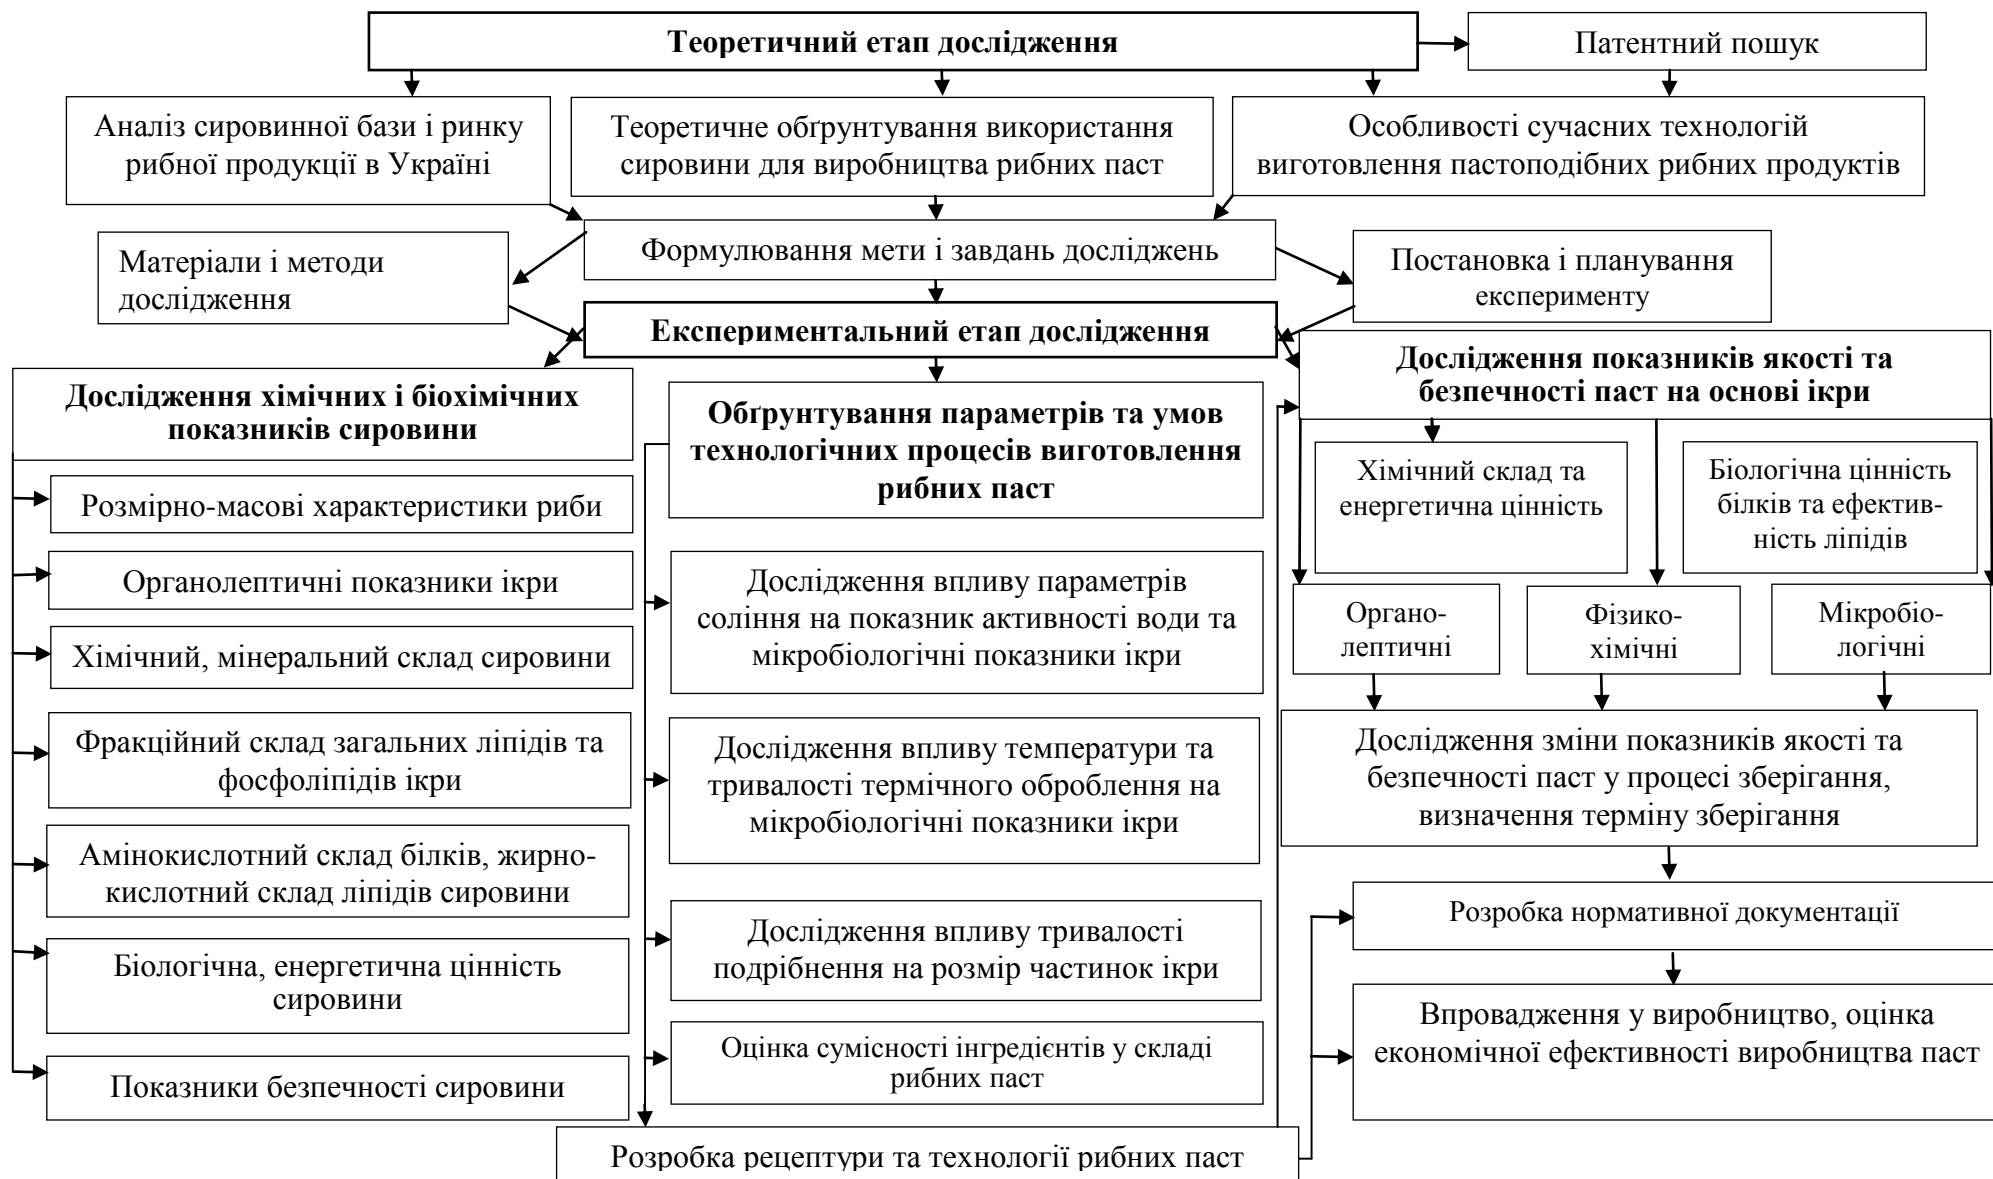 Теоретичний етап дослідження
Патентний пошук
Аналіз сировинної бази і ринку
рибної продукції в Україні
Теоретичне обґрунтування використання
сировини для виробництва рибних паст
Особливості сучасних технологій
виготовлення пастоподібних рибних продуктів
Формулювання мети і завдань досліджень
Матеріали і методи
дослідження
Постановка і планування
експерименту
Експериментальний етап дослідження
Дослідження хімічних і біохімічних
показників сировини
Розмірно-масові характеристики риби
Органолептичні показники ікри
Хімічний, мінеральний склад сировини
Фракційний склад загальних ліпідів та
фосфоліпідів ікри
Амінокислотний склад білків, жирно-
кислотний склад ліпідів сировини
Біологічна, енергетична цінність
сировини
Показники безпечності сировини
Обґрунтування параметрів та умов
технологічних процесів виготовлення
рибних паст
Дослідження впливу параметрів
соління на показник активності води та
мікробіологічні показники ікри
Дослідження впливу температури та
тривалості термічного оброблення на
мікробіологічні показники ікри
Дослідження впливу тривалості
подрібнення на розмір частинок ікри
Оцінка сумісності інгредієнтів у складі
рибних паст
Розробка рецептури та технології рибних паст
Дослідження показників якості та
безпечності паст на основі ікри
Хімічний склад та
енергетична цінність
Біологічна цінність
білків та ефектив-
ність ліпідів
Органо-
лептичні
Фізико-
хімічні
Мікробіо-
логічні
Дослідження зміни показників якості та
безпечності паст у процесі зберігання,
визначення терміну зберігання
Розробка нормативної документації
Впровадження у виробництво, оцінка
економічної ефективності виробництва паст